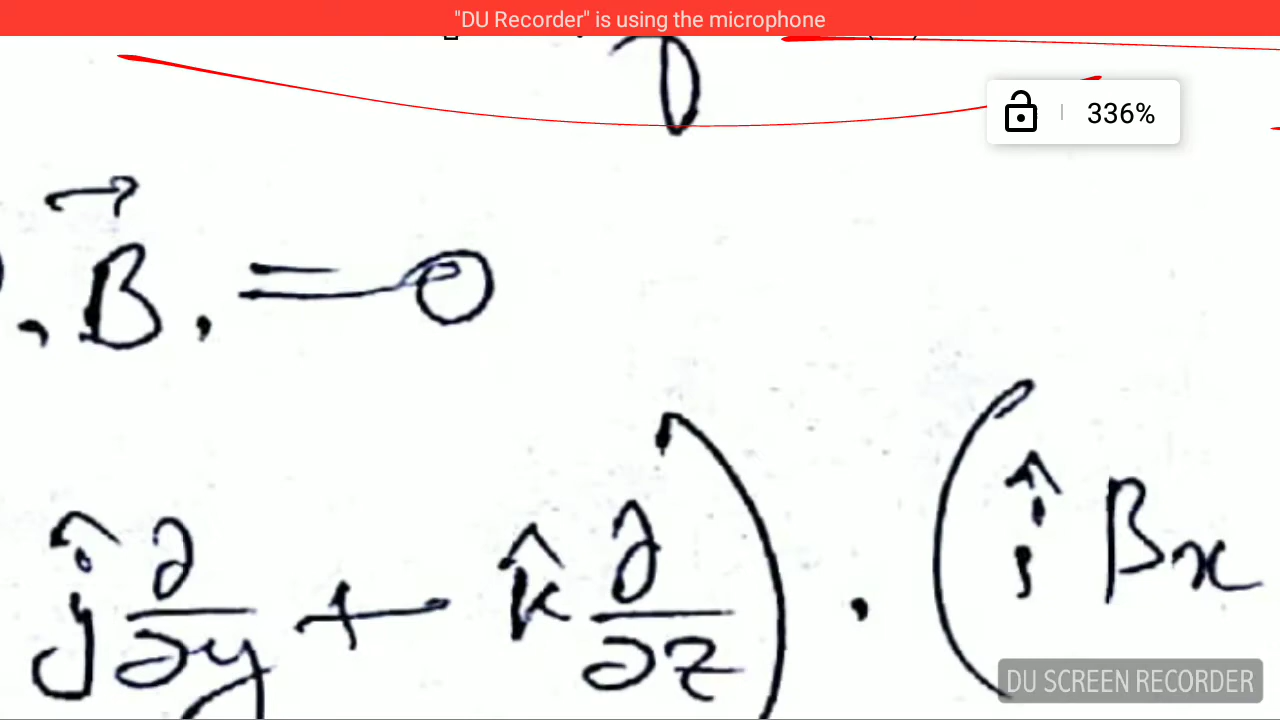 "DU Recorder" is using the microphone
336%
. B⃗ . = 0
ĵ ∂/∂y + k̂ ∂/∂z ) . ( î Bx
DU SCREEN RECORDER